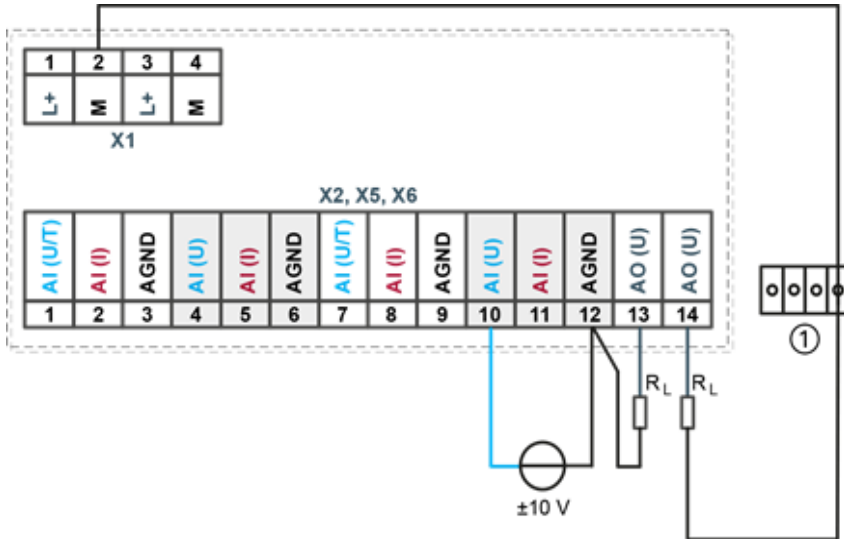 1 2 3 4
L+ M L+ M
X1
X2, X5, X6
AI (U/T) AI (I) AGND AI (U) AI (I) AGND AI (U/T) AI (I) AGND AI (U) AI (I) AGND AO (U) AO (U)
1 2 3 4 5 6 7 8 9 10 11 12 13 14
①
RL RL
±10 V